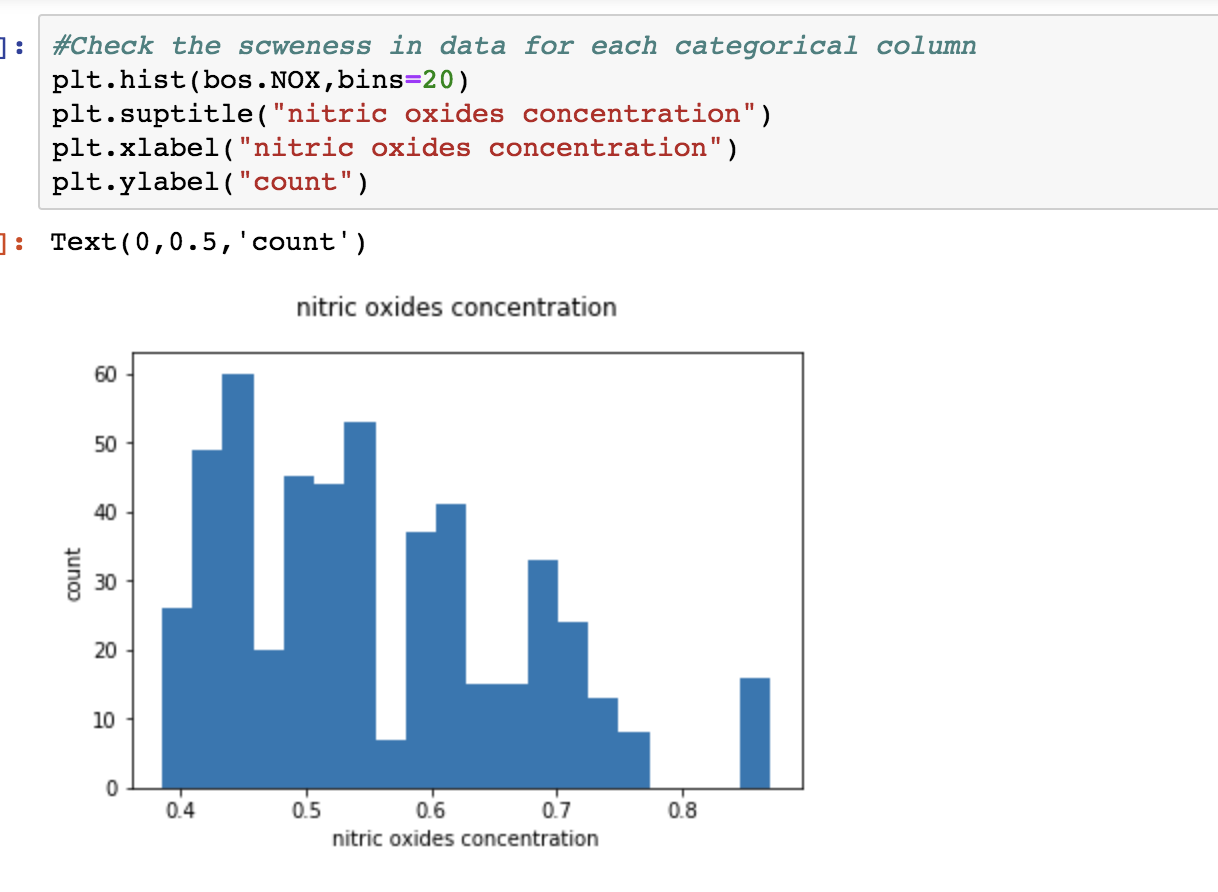 ]:
#Check the scweness in data for each categorical column
plt.hist(bos.NOX,bins=20)
plt.suptitle("nitric oxides concentration")
plt.xlabel("nitric oxides concentration")
plt.ylabel("count")
]: Text(0,0.5,'count')
nitric oxides concentration
60
50
40
30
20
10
0
count
0.4 0.5 0.6 0.7 0.8
nitric oxides concentration